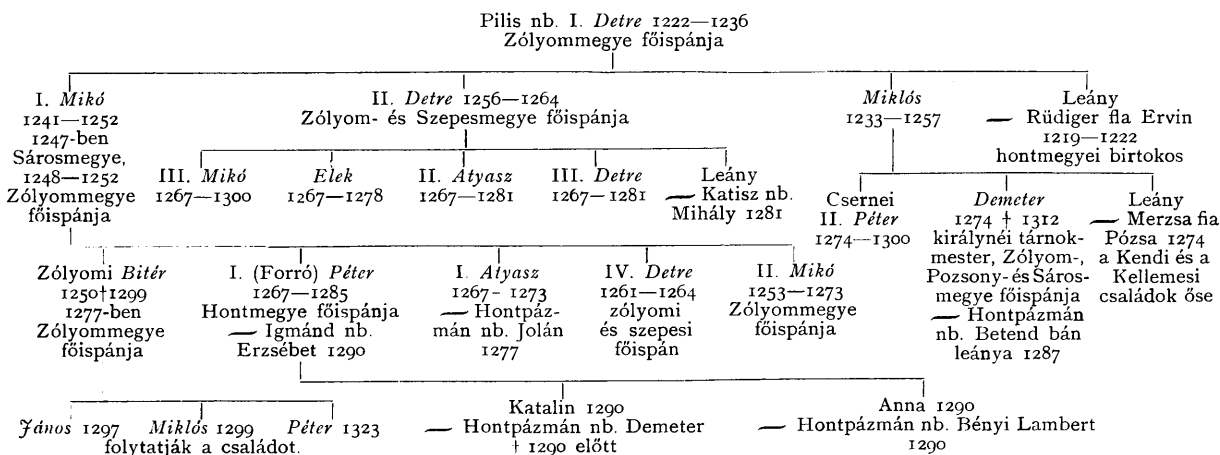 Pilis nb. I. Detre 1222—1236
Zólyommegye főispánja
I. Mikó
1241—1252
1247-ben
Sárosmegye,
1248—1252
Zólyommegye
főispánja
II. Detre 1256—1264
Zólyom- és Szepesmegye főispánja
Miklós
1233—1257
Leány
— Rüdiger fia Ervin
1219—1222
hontmegyei birtokos
III. Mikó
1267—1300
Elek
1267—1278
II. Atyasz
1267—1281
III. Detre
1267—1281
Leány
— Katisz nb.
Mihály 1281
Csernei
II. Péter
1274—1300
Demeter
1274 † 1312
királynéi tárnok-
mester, Zólyom-,
Pozsony- és Sáros-
megye főispánja
— Hontpázmán
nb. Betend bán
leánya 1287
Leány
— Merzsa fia
Pózsa 1274
a Kendi és a
Kellemesi
családok őse
Zólyomi Bitér
1250†1299
1277-ben
Zólyommegye
főispánja
I. (Forró) Péter
1267—1285
Hontmegye főispánja
— Igmánd nb.
Erzsébet 1290
I. Atyasz
1267- 1273
— Hontpáz-
mán nb. Jolán
1277
IV. Detre
1261—1264
zólyomi
és szepesi
főispán
II. Mikó
1253—1273
Zólyommegye
főispánja
János 1297 Miklós 1299 Péter 1323
folytatják a családot.
Katalin 1290
— Hontpázmán nb. Demeter
† 1290 előtt
Anna 1290
— Hontpázmán nb. Bényi Lambert
1290